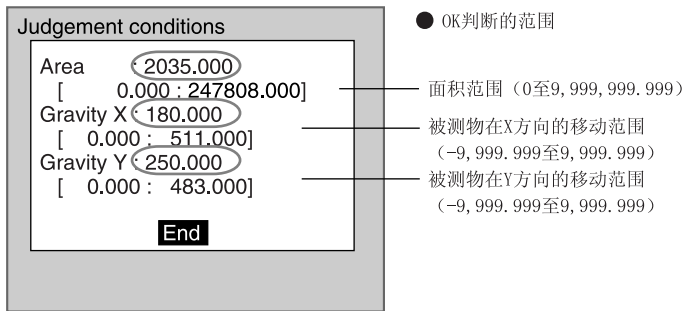 Judgement conditions
Area : 2035.000
[ 0.000 : 247808.000]
Gravity X : 180.000
[ 0.000 : 511.000]
Gravity Y : 250.000
[ 0.000 : 483.000]
End
● OK判断的范围
面积范围（0至9,999,999.999）
被测物在X方向的移动范围
（-9,999.999至9,999.999）
被测物在Y方向的移动范围
（-9,999.999至9,999.999）